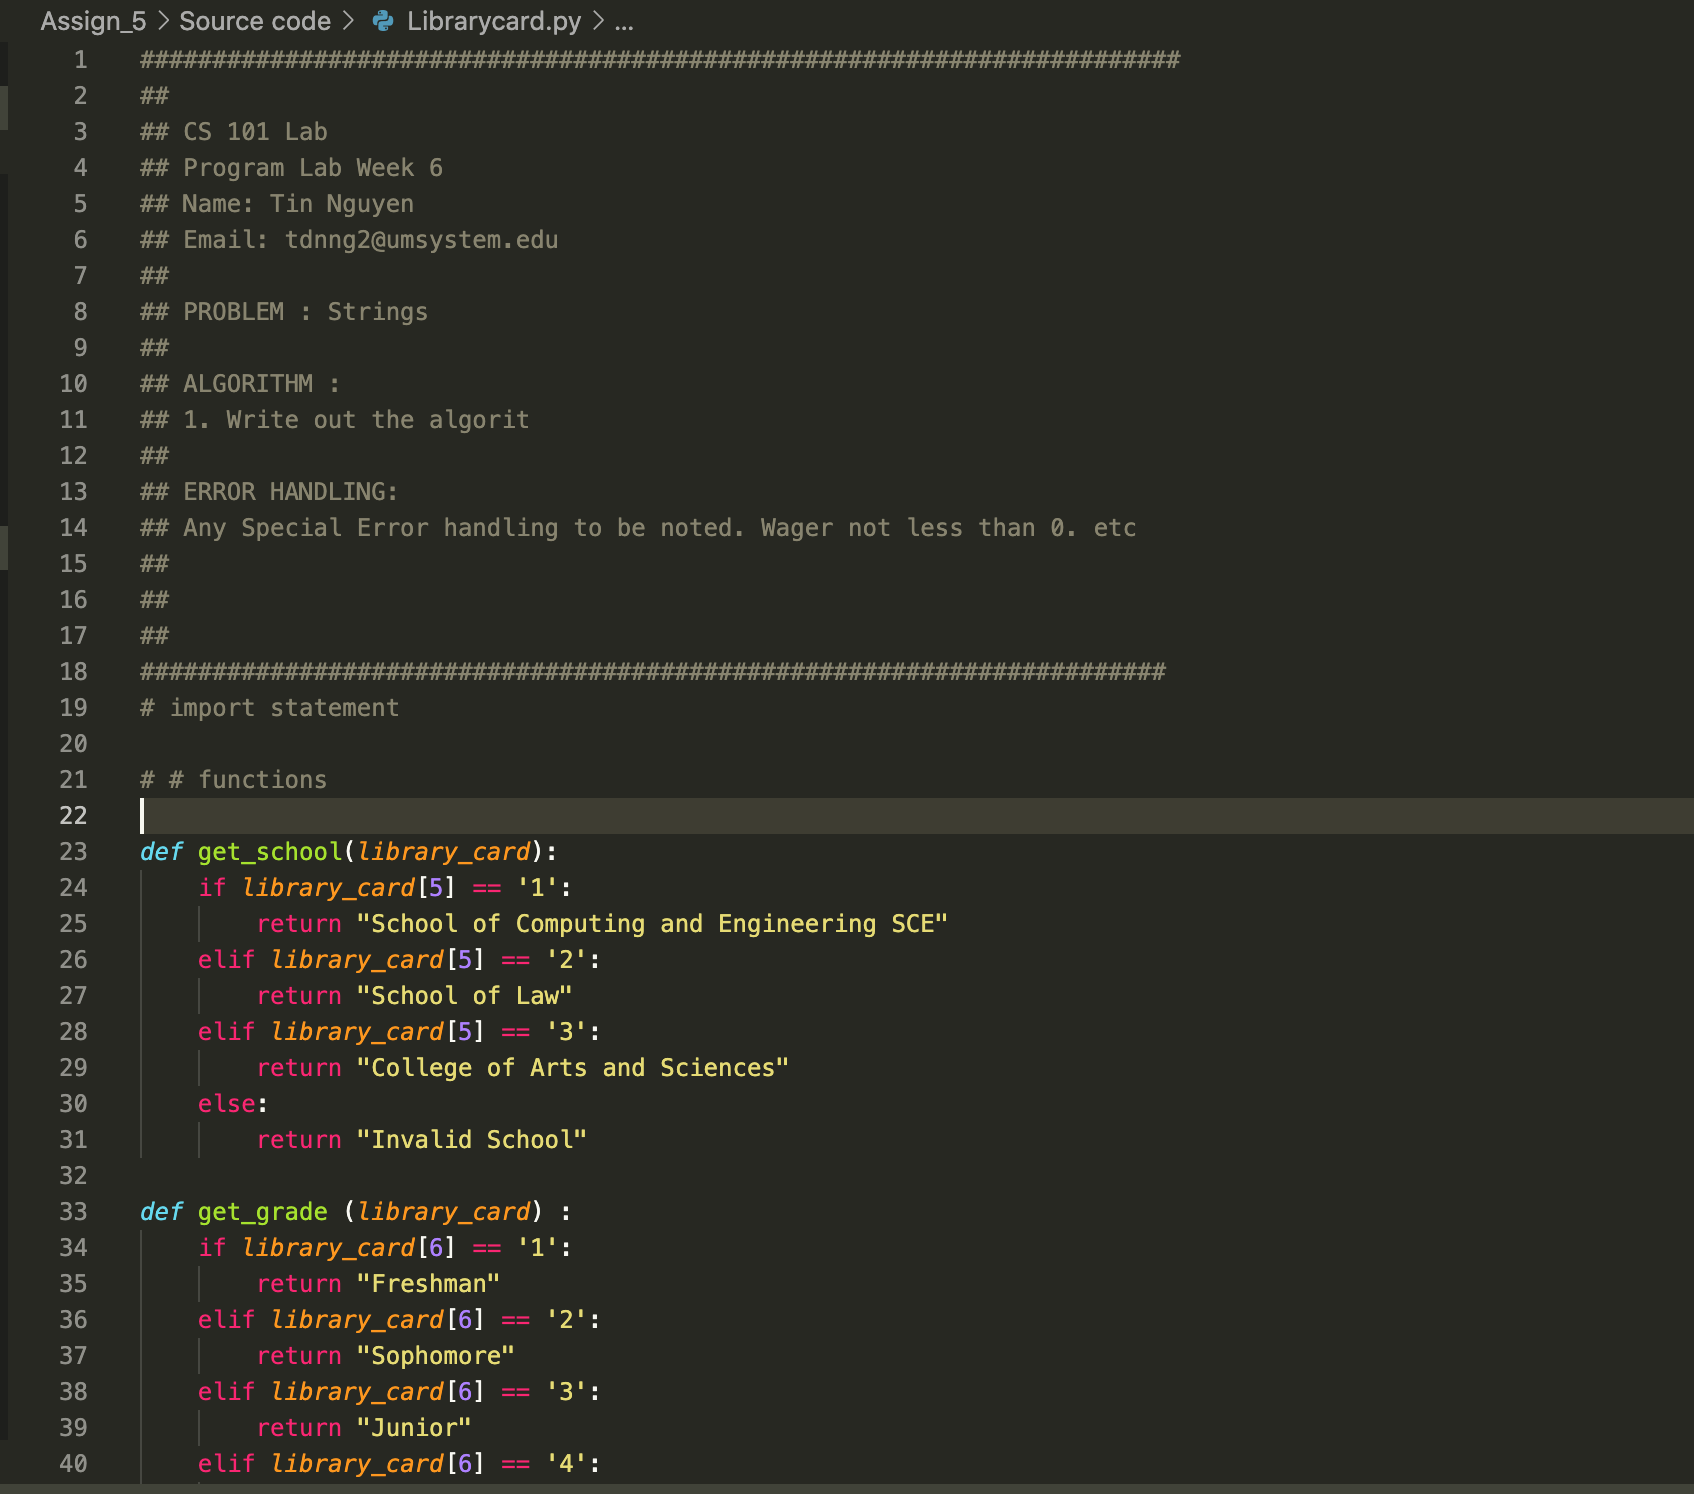 Assign_5 > Source code > Librarycard.py > ...
1 ########################################################################
2 ##
3 ## CS 101 Lab
4 ## Program Lab Week 6
5 ## Name: Tin Nguyen
6 ## Email: tdnng2@umsystem.edu
7 ##
8 ## PROBLEM : Strings
9 ##
10 ## ALGORITHM :
11 ## 1. Write out the algorit
12 ##
13 ## ERROR HANDLING:
14 ## Any Special Error handling to be noted. Wager not less than 0. etc
15 ##
16 ##
17 ##
18 #######################################################################
19 # import statement
20
21 # # functions
22
23 def get_school(library_card):
24     if library_card[5] == '1':
25         return "School of Computing and Engineering SCE"
26     elif library_card[5] == '2':
27         return "School of Law"
28     elif library_card[5] == '3':
29         return "College of Arts and Sciences"
30     else:
31         return "Invalid School"
32
33 def get_grade (library_card) :
34     if library_card[6] == '1':
35         return "Freshman"
36     elif library_card[6] == '2':
37         return "Sophomore"
38     elif library_card[6] == '3':
39         return "Junior"
40     elif library_card[6] == '4':